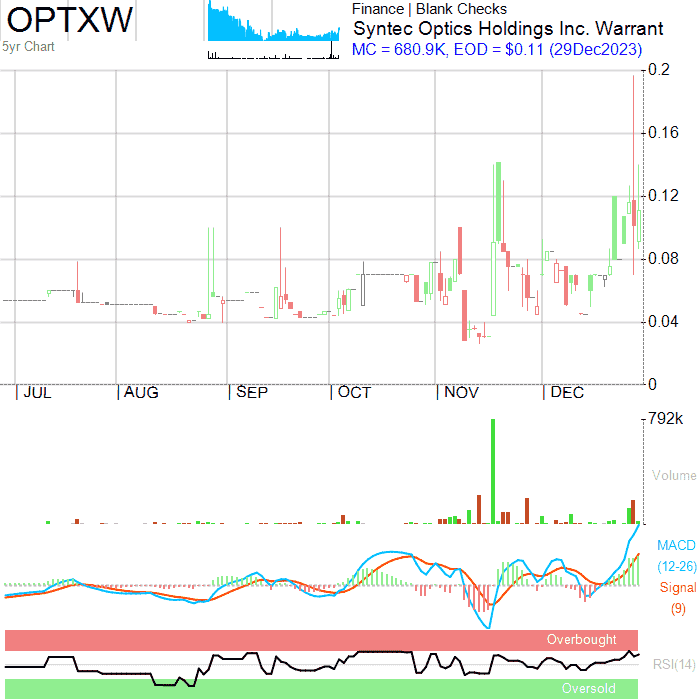 OPTXW
5yr Chart
Finance | Blank Checks
Syntec Optics Holdings Inc. Warrant
MC = 680.9K, EOD = $0.11 (29Dec2023)
0.2
0.16
0.12
0.08
0.04
0
JUL AUG SEP OCT NOV DEC
792k
Volume
MACD
(12-26)
Signal
(9)
Overbought
RSI(14)
Oversold